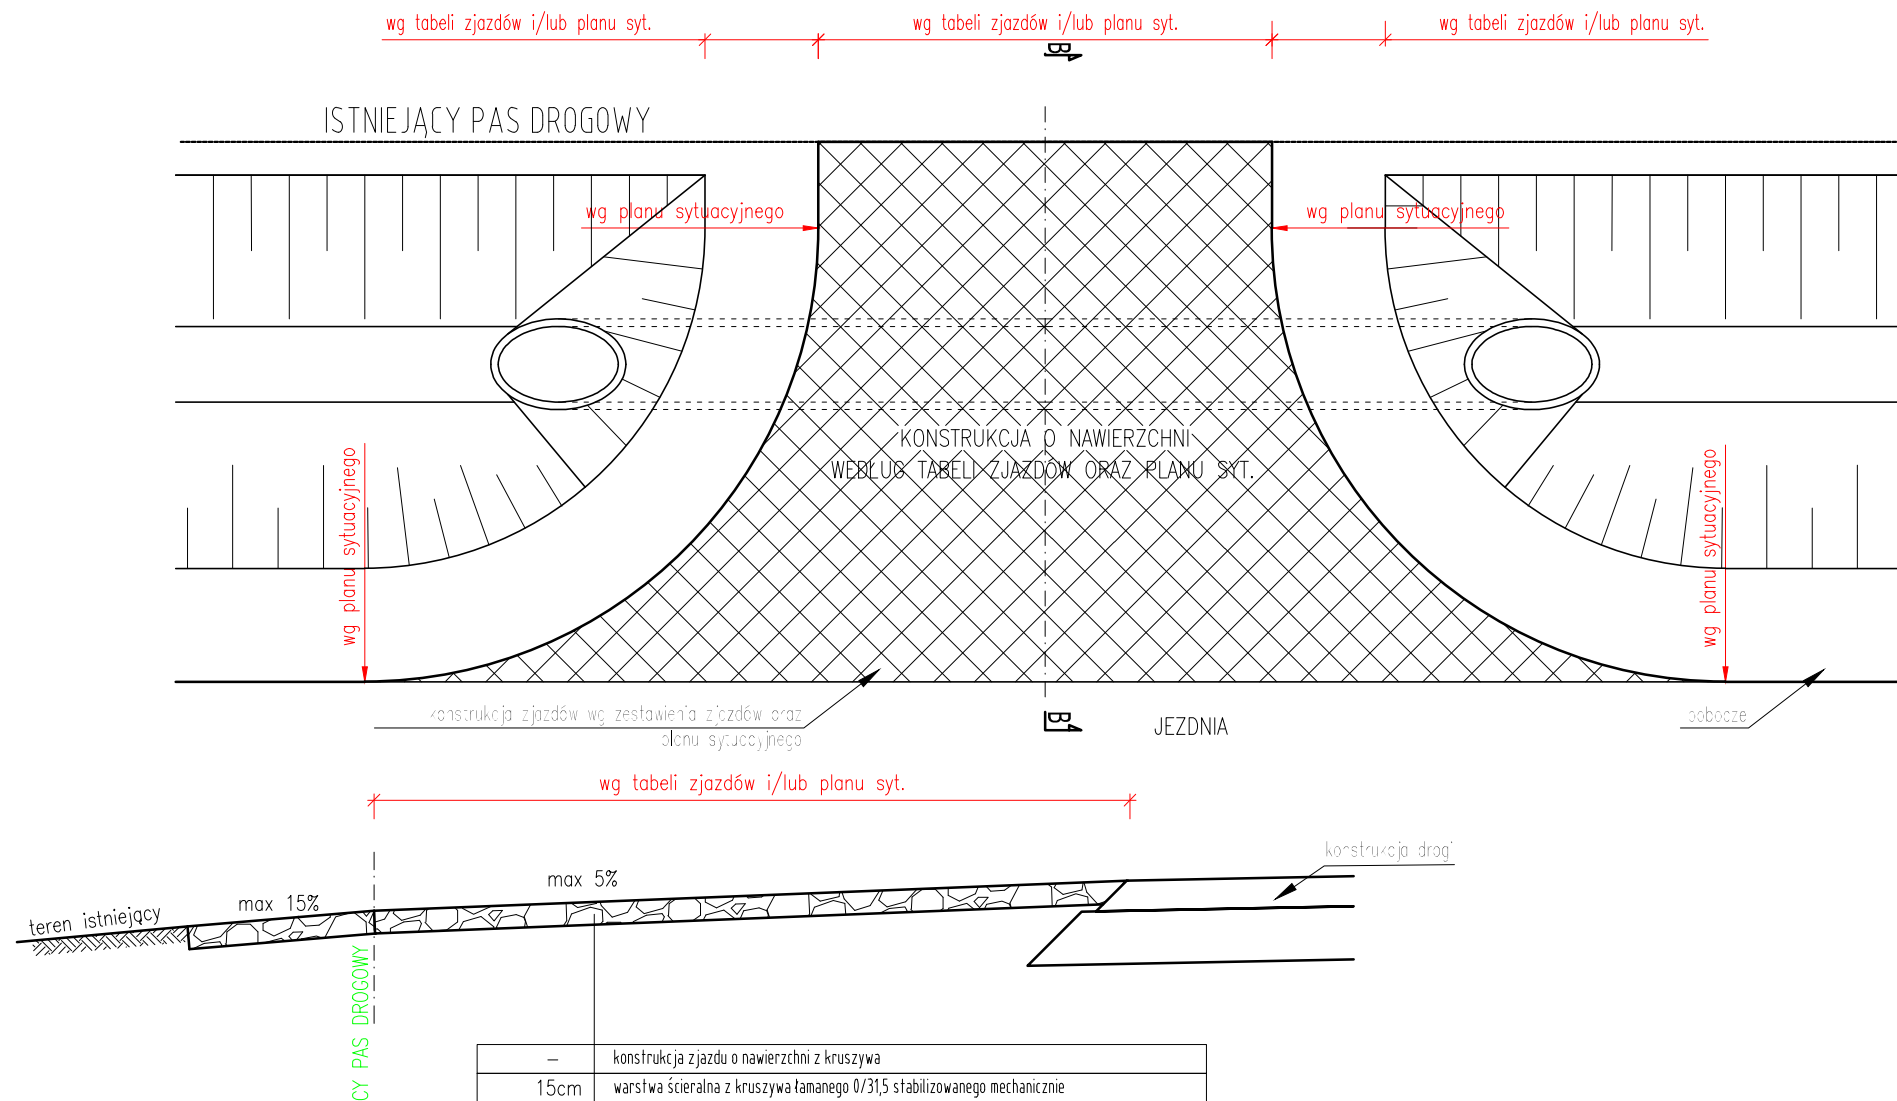 wg tabeli zjazdów i/lub planu syt.
wg tabeli zjazdów i/lub planu syt.
wg tabeli zjazdów i/lub planu syt.
B
ISTNIEJĄCY PAS DROGOWY
wg planu sytuacyjnego
wg planu sytuacyjnego
KONSTRUKCJA O NAWIERZCHNI
WEDŁUG TABELI ZJAZDÓW ORAZ PLANU SYT.
wg planu sytuacyjnego
wg planu sytuacyjnego
konstrukcja zjazdów wg zestawienia zjazdów oraz
planu sytuacyjnego
B
JEZDNIA
pobocze
wg tabeli zjazdów i/lub planu syt.
konstrukcja drogi
max 5%
max 15%
teren istniejący
CY PAS DROGOWY
– konstrukcja zjazdu o nawierzchni z kruszywa
15cm warstwa ścieralna z kruszywa łamanego 0/31,5 stabilizowanego mechanicznie